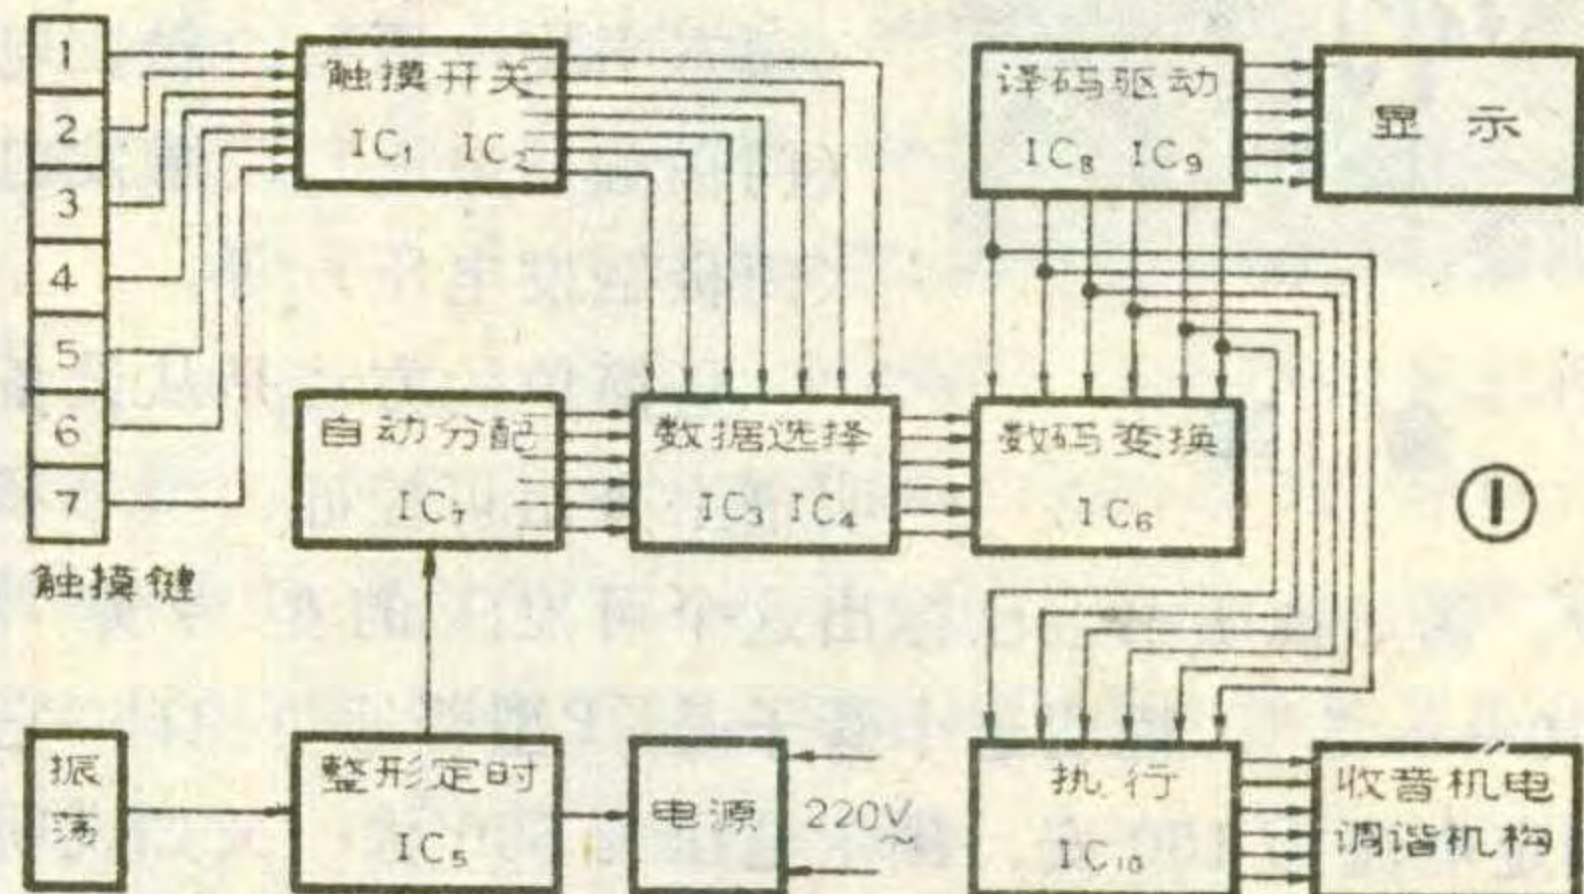 1
2
3
4
5
6
7
触摸键
触摸开关
IC₁ IC₂
译码驱动
IC₈ IC₉
显示
自动分配
IC₇
数据选择
IC₃ IC₄
数码变换
IC₆
①
振荡
整形定时
IC₅
电源
220V
~
执行
IC₁₀
收音机电
调谐机构